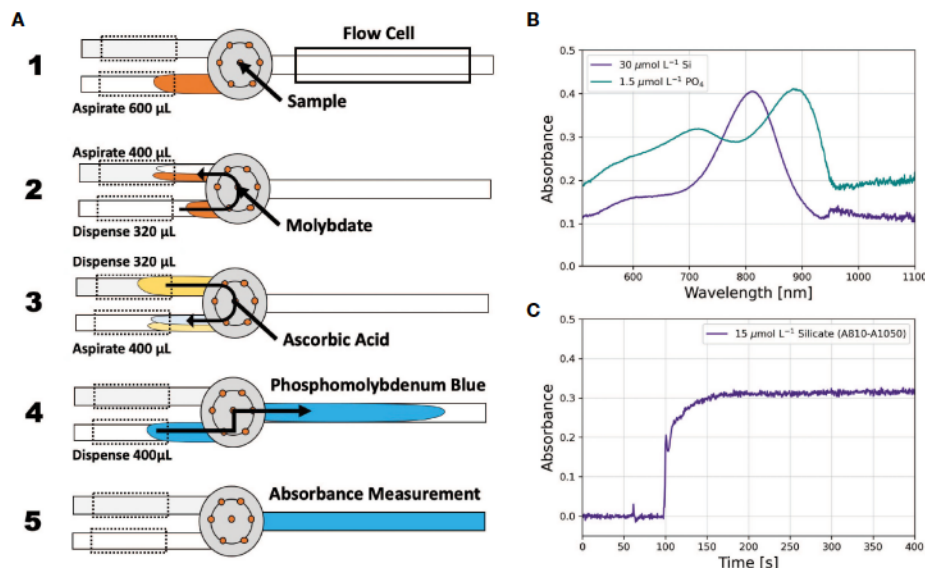 A
1
Flow Cell
Sample
Aspirate 600 µL
Aspirate 400 µL
2
Molybdate
Dispense 320 µL
Dispense 320 µL
3
Ascorbic Acid
Aspirate 400 µL
4
Phosphomolybdenum Blue
Dispense 400µL
5
Absorbance Measurement
B
0.5
0.4
0.3
0.2
0.1
0.0
Absorbance
30 µmol L⁻¹ Si
1.5 µmol L⁻¹ PO₄
600 700 800 900 1000 1100
Wavelength [nm]
C
0.5
0.4
0.3
0.2
0.1
0.0
Absorbance
15 µmol L⁻¹ Silicate (A810-A1050)
0 50 100 150 200 250 300 350 400
Time [s]